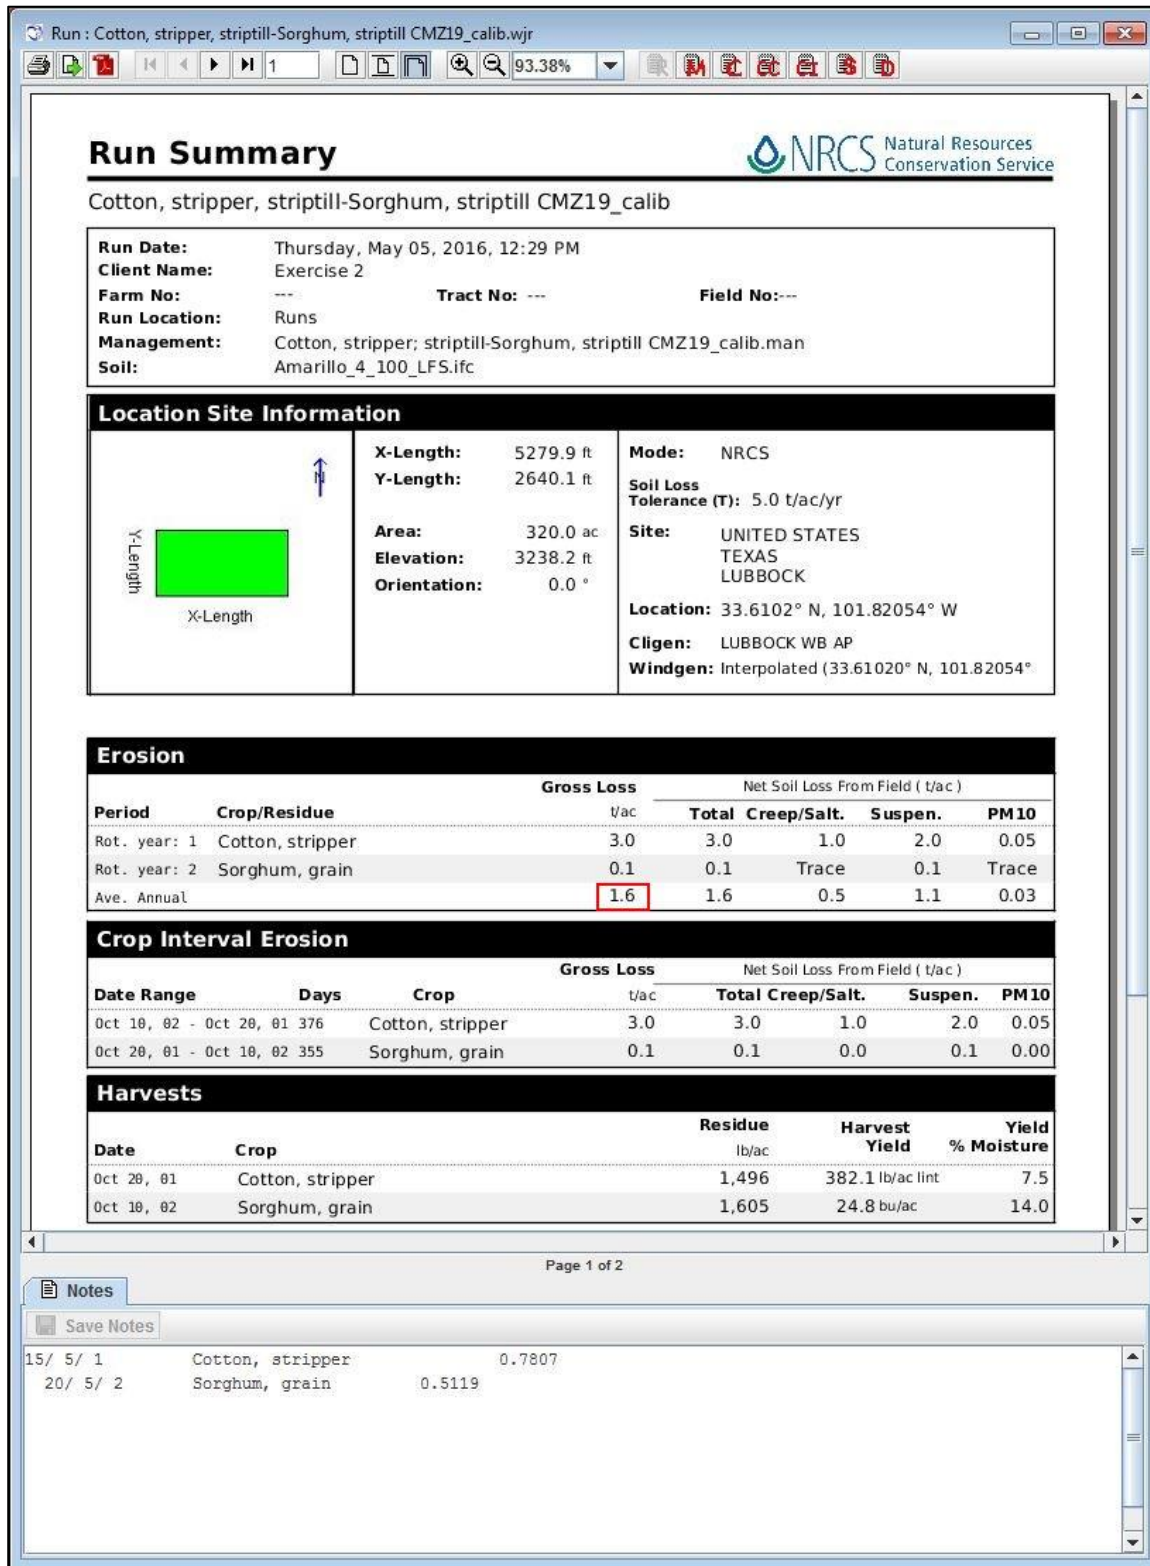 Run : Cotton, stripper, striptill-Sorghum, striptill CMZ19_calib.wjr
1 93.38%
Run Summary
NRCS Natural Resources Conservation Service
Cotton, stripper, striptill-Sorghum, striptill CMZ19_calib
Run Date: Thursday, May 05, 2016, 12:29 PM
Client Name: Exercise 2
Farm No: --- Tract No: --- Field No:---
Run Location: Runs
Management: Cotton, stripper; striptill-Sorghum, striptill CMZ19_calib.man
Soil: Amarillo_4_100_LFS.ifc
Location Site Information
N
Y-Length
X-Length
X-Length: 5279.9 ft
Y-Length: 2640.1 ft
Area: 320.0 ac
Elevation: 3238.2 ft
Orientation: 0.0 °
Mode: NRCS
Soil Loss
Tolerance (T): 5.0 t/ac/yr
Site: UNITED STATES
TEXAS
LUBBOCK
Location: 33.6102° N, 101.82054° W
Cligen: LUBBOCK WB AP
Windgen: Interpolated (33.61020° N, 101.82054°
Erosion
Gross Loss Net Soil Loss From Field ( t/ac )
Period Crop/Residue t/ac Total Creep/Salt. Suspen. PM10
Rot. year: 1 Cotton, stripper 3.0 3.0 1.0 2.0 0.05
Rot. year: 2 Sorghum, grain 0.1 0.1 Trace 0.1 Trace
Ave. Annual 1.6 1.6 0.5 1.1 0.03
Crop Interval Erosion
Gross Loss Net Soil Loss From Field ( t/ac )
Date Range Days Crop t/ac Total Creep/Salt. Suspen. PM10
Oct 10, 02 - Oct 20, 01 376 Cotton, stripper 3.0 3.0 1.0 2.0 0.05
Oct 20, 01 - Oct 10, 02 355 Sorghum, grain 0.1 0.1 0.0 0.1 0.00
Harvests
Residue Harvest Yield
Date Crop lb/ac Yield % Moisture
Oct 20, 01 Cotton, stripper 1,496 382.1 lb/ac lint 7.5
Oct 10, 02 Sorghum, grain 1,605 24.8 bu/ac 14.0
Page 1 of 2
Notes
Save Notes
15/ 5/ 1 Cotton, stripper 0.7807
20/ 5/ 2 Sorghum, grain 0.5119